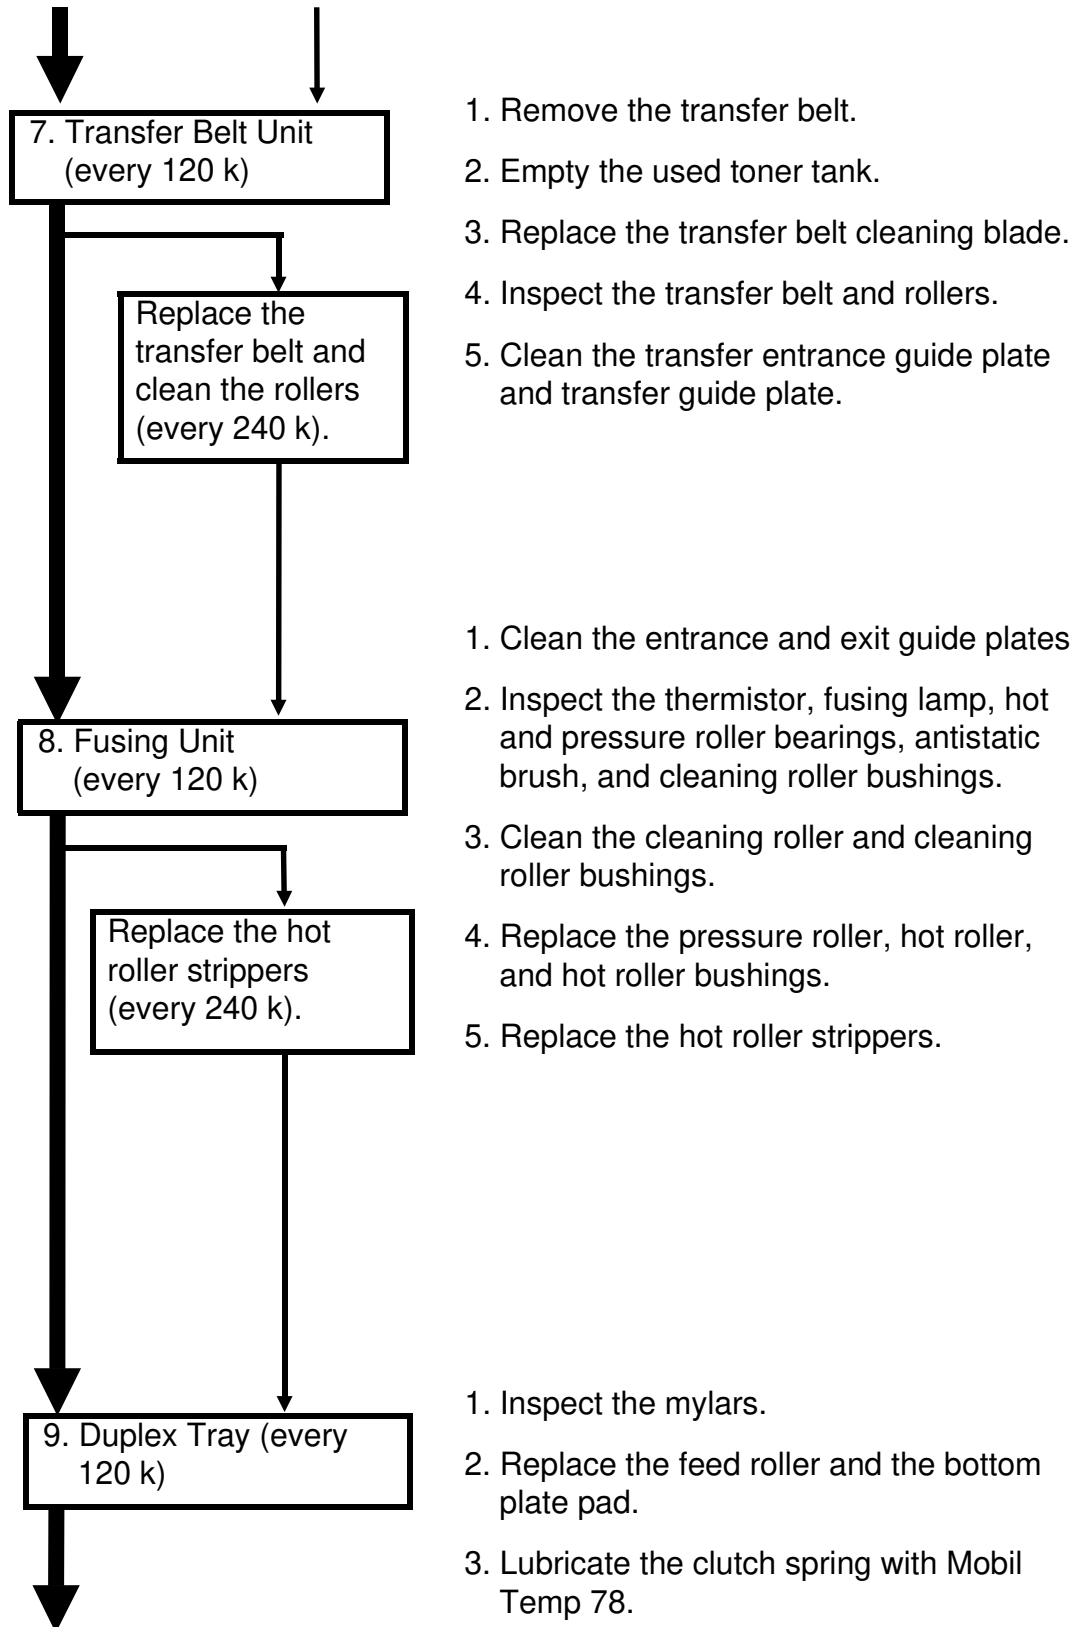 7. Transfer Belt Unit
(every 120 k)
1. Remove the transfer belt.
2. Empty the used toner tank.
3. Replace the transfer belt cleaning blade.
4. Inspect the transfer belt and rollers.
5. Clean the transfer entrance guide plate
and transfer guide plate.
Replace the
transfer belt and
clean the rollers
(every 240 k).
8. Fusing Unit
(every 120 k)
1. Clean the entrance and exit guide plates
2. Inspect the thermistor, fusing lamp, hot
and pressure roller bearings, antistatic
brush, and cleaning roller bushings.
3. Clean the cleaning roller and cleaning
roller bushings.
4. Replace the pressure roller, hot roller,
and hot roller bushings.
5. Replace the hot roller strippers.
Replace the hot
roller strippers
(every 240 k).
9. Duplex Tray (every
120 k)
1. Inspect the mylars.
2. Replace the feed roller and the bottom
plate pad.
3. Lubricate the clutch spring with Mobil
Temp 78.